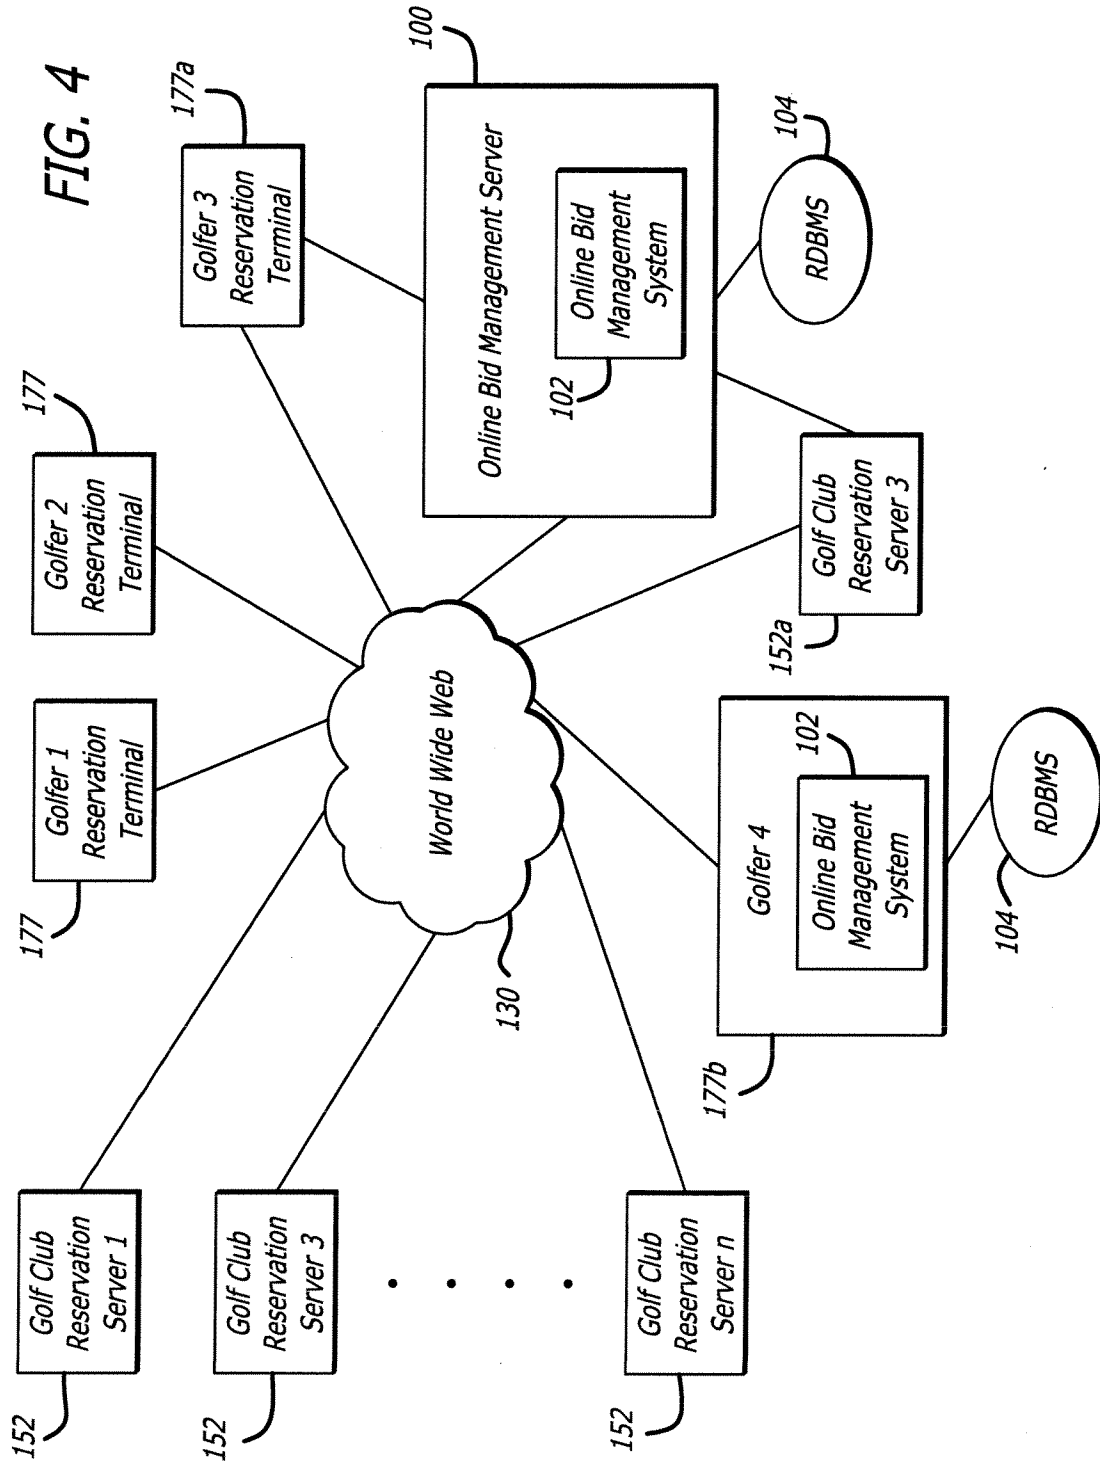 FIG. 4
152
Golf Club
Reservation
Server 1
152
Golf Club
Reservation
Server 3
152
Golf Club
Reservation
Server n
177
Golfer 1
Reservation
Terminal
177
Golfer 2
Reservation
Terminal
177a
Golfer 3
Reservation
Terminal
World Wide Web
130
100
Online Bid Management Server
102
Online Bid
Management
System
104
RDBMS
152a
Golf Club
Reservation
Server 3
177b
Golfer 4
102
Online Bid
Management
System
104
RDBMS